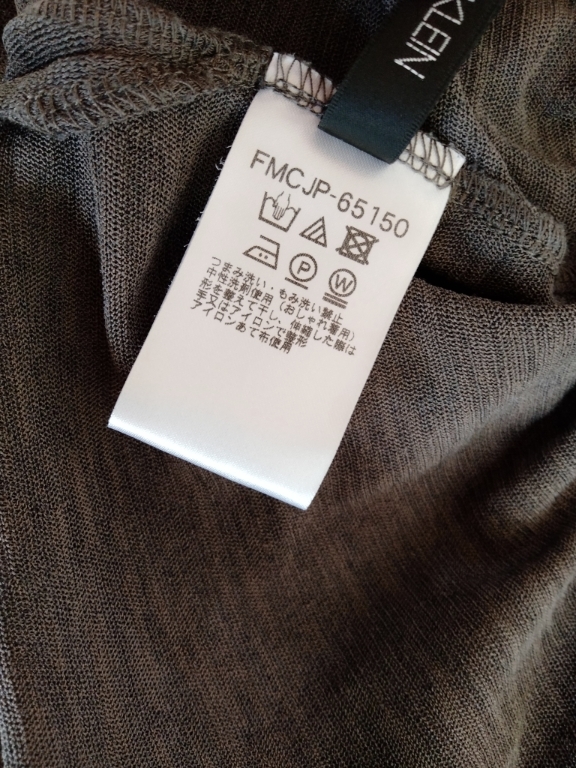 KLEIN
FMCJP-65150
P
W
つまみ洗い・もみ洗い禁止
中性洗剤使用(おしゃれ着用)
形を整えて干し、伸縮した際は
手又はアイロンで整形
アイロンあて布使用